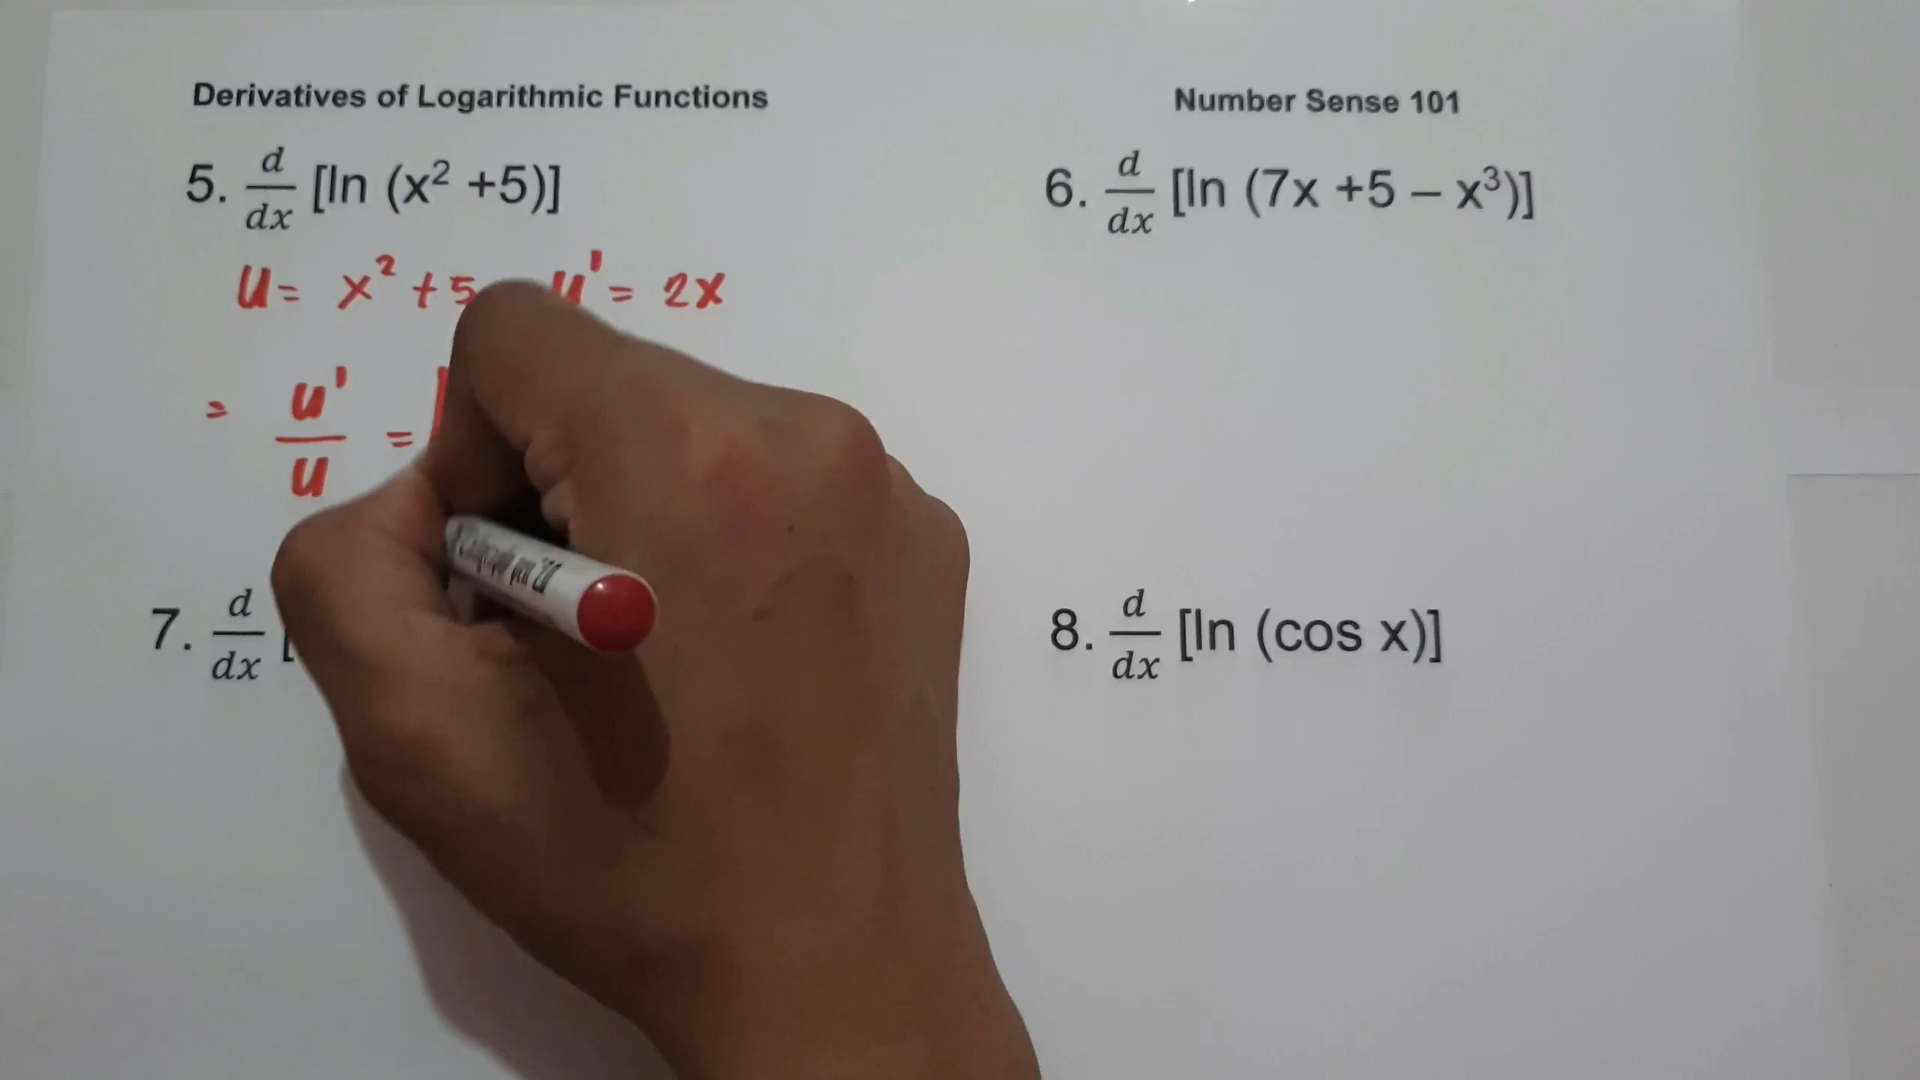 Derivatives of Logarithmic Functions
Number Sense 101
5. d/dx [ln (x² +5)]
u = x² + 5 u' = 2x
= u'/u =
6. d/dx [ln (7x +5 – x³)]
7. d/dx [
8. d/dx [ln (cos x)]